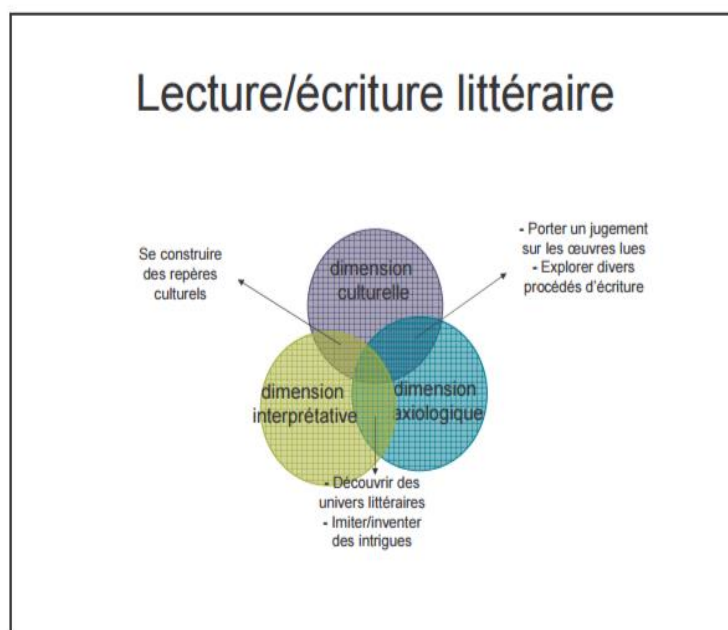 Lecture/écriture littéraire
Se construire
des repères
culturels
- Porter un jugement
sur les œuvres lues
- Explorer divers
procédés d'écriture
dimension
culturelle
dimension
interprétative
dimension
axiologique
- Découvrir des
univers littéraires
- Imiter/inventer
des intrigues